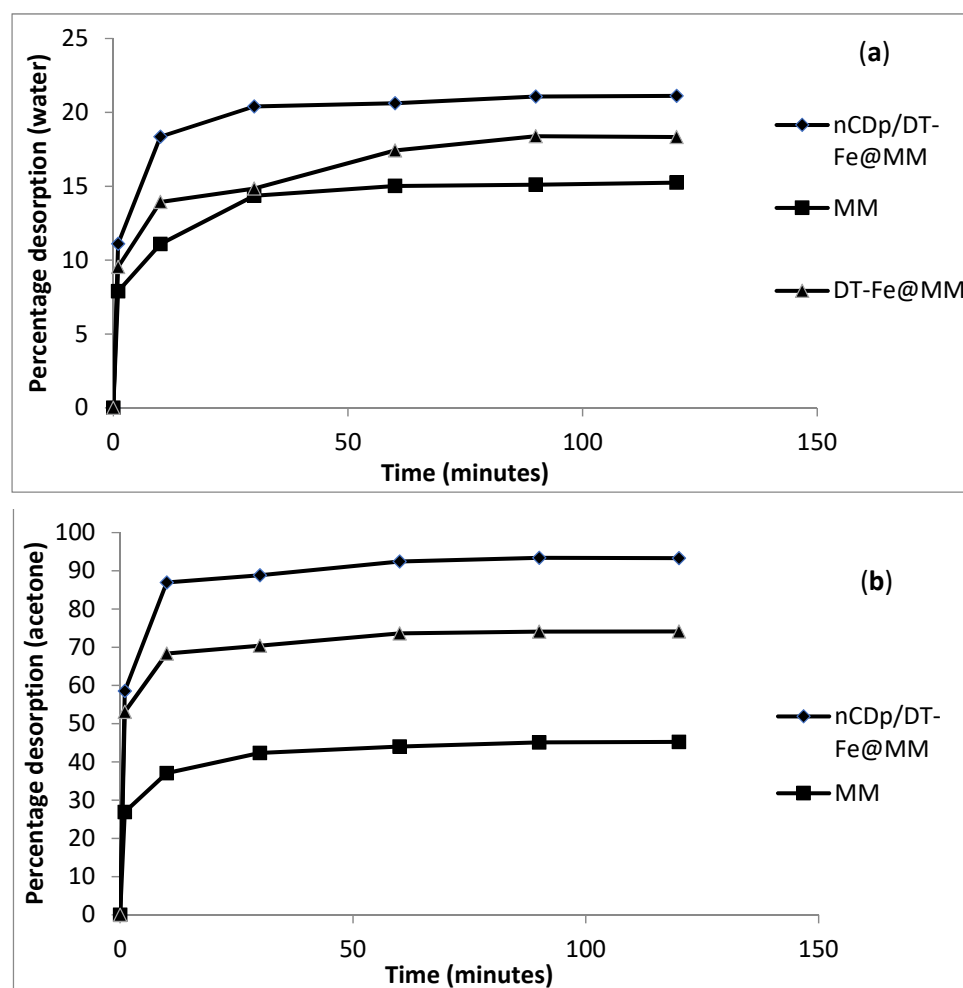 (a)
Percentage desorption (water)
25
20
15
10
5
0
0 50 100 150
Time (minutes)
nCDp/DT-
Fe@MM
MM
DT-Fe@MM
(b)
Percentage desorption (acetone)
100
90
80
70
60
50
40
30
20
10
0
0 50 100 150
Time (minutes)
nCDp/DT-
Fe@MM
MM